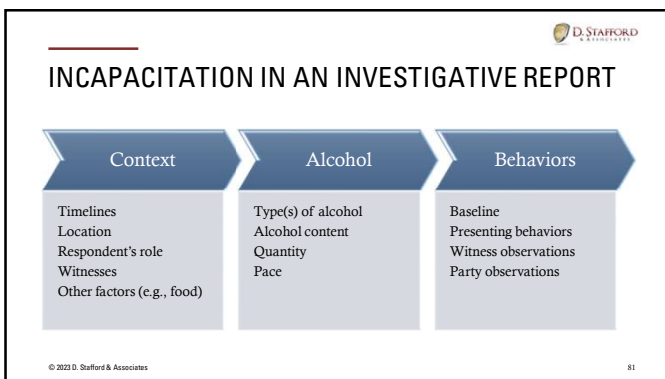 D. STAFFORD
& ASSOCIATES
INCAPACITATION IN AN INVESTIGATIVE REPORT
Context
Timelines
Location
Respondent's role
Witnesses
Other factors (e.g., food)
Alcohol
Type(s) of alcohol
Alcohol content
Quantity
Pace
Behaviors
Baseline
Presenting behaviors
Witness observations
Party observations
© 2023 D. Stafford & Associates
81